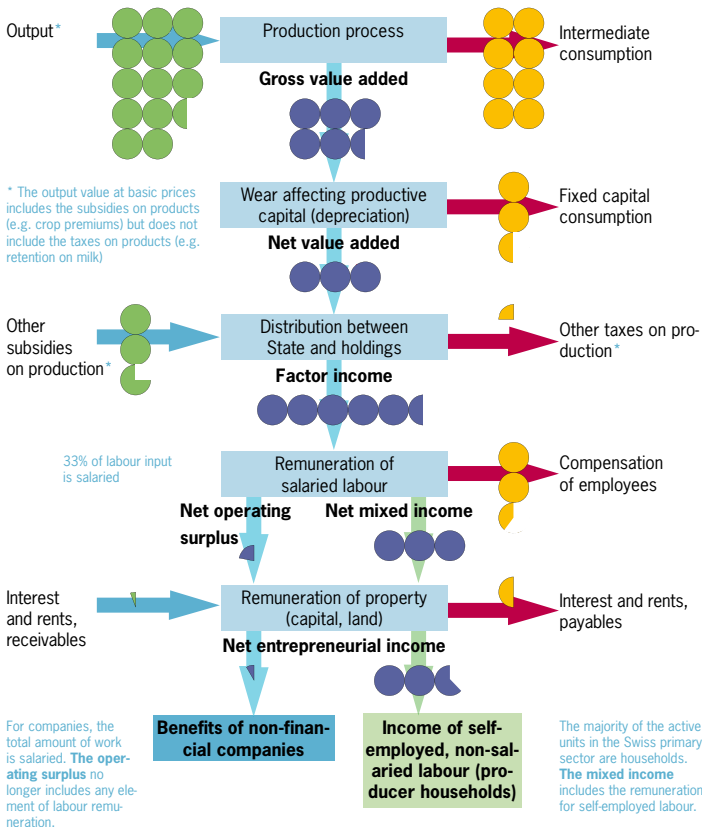 Output*
Production process
Intermediate
consumption
Gross value added
* The output value at basic prices
includes the subsidies on products
(e.g. crop premiums) but does not
include the taxes on products (e.g.
retention on milk)
Wear affecting productive
capital (depreciation)
Fixed capital
consumption
Net value added
Other
subsidies
on production*
Distribution between
State and holdings
Other taxes on pro-
duction*
Factor income
33% of labour input
is salaried
Remuneration of
salaried labour
Compensation
of employees
Net operating
surplus
Net mixed income
Interest
and rents,
receivables
Remuneration of property
(capital, land)
Interest and rents,
payables
Net entrepreneurial income
For companies, the
total amount of work
is salaried. The oper-
ating surplus no
longer includes any ele-
ment of labour remu-
neration.
Benefits of non-finan-
cial companies
Income of self-
employed, non-sal-
aried labour (pro-
ducer households)
The majority of the active
units in the Swiss primary
sector are households.
The mixed income
includes the remuneration
for self-employed labour.